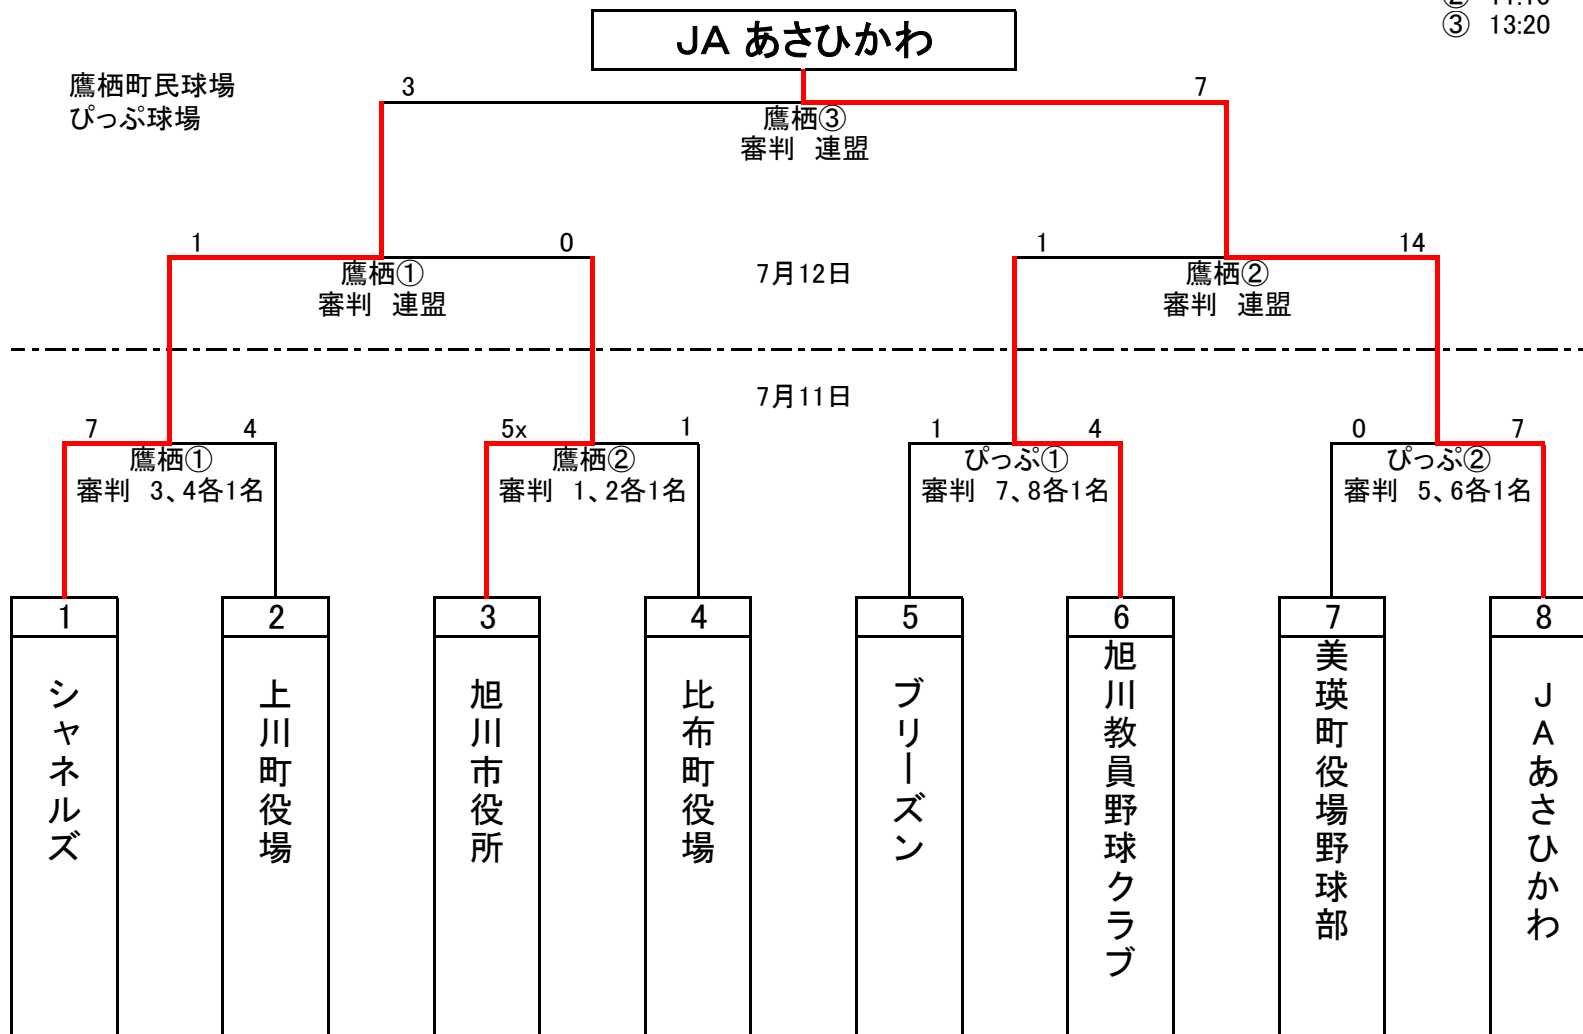 JA あさひかわ
③ 13:20
鷹栖町民球場
ぴっぷ球場
3
7
鷹栖③
審判 連盟
1
0
1
14
鷹栖①
審判 連盟
7月12日
鷹栖②
審判 連盟
7月11日
7
4
5x
1
1
4
0
7
鷹栖①
審判 3、4各1名
鷹栖②
審判 1、2各1名
ぴっぷ①
審判 7、8各1名
ぴっぷ②
審判 5、6各1名
1
2
3
4
5
6
7
8
シャネルズ
上川町役場
旭川市役所
比布町役場
ブリーズン
旭川教員野球クラブ
美瑛町役場野球部
JAあさひかわ